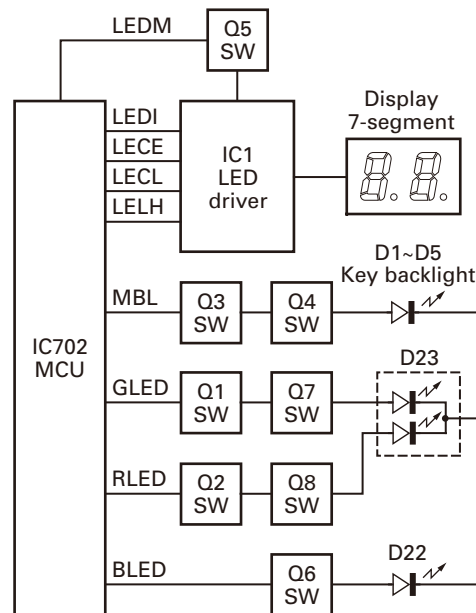 LEDM
Q5
SW
LEDI
LECE
LECL
LELH
IC1
LED
driver
Display
7-segment
8.8.
D1~D5
Key backlight
MBL
Q3
SW
Q4
SW
IC702
MCU
D23
GLED
Q1
SW
Q7
SW
RLED
Q2
SW
Q8
SW
D22
BLED
Q6
SW